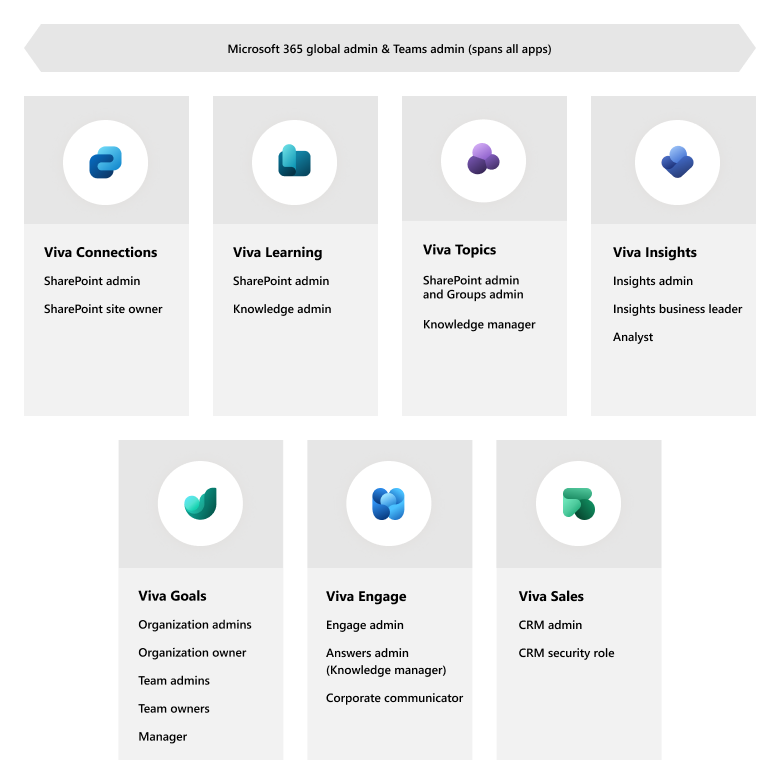 Microsoft 365 global admin & Teams admin (spans all apps)
Viva Connections
SharePoint admin
SharePoint site owner
Viva Learning
SharePoint admin
Knowledge admin
Viva Topics
SharePoint admin
and Groups admin
Knowledge manager
Viva Insights
Insights admin
Insights business leader
Analyst
Viva Goals
Organization admins
Organization owner
Team admins
Team owners
Manager
Viva Engage
Engage admin
Answers admin
(Knowledge manager)
Corporate communicator
Viva Sales
CRM admin
CRM security role